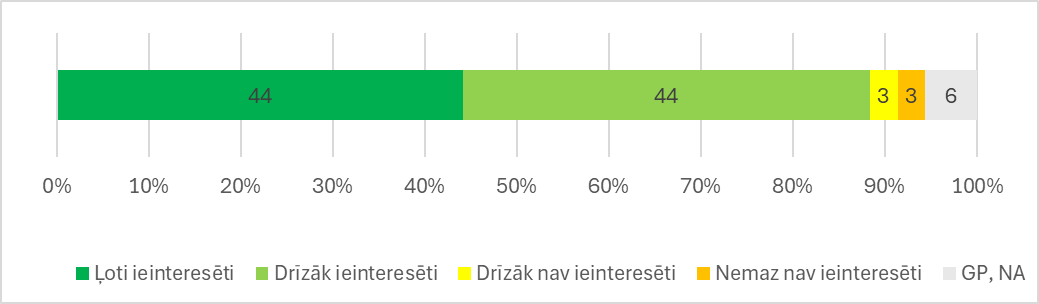 44 44 3 3 6
0% 10% 20% 30% 40% 50% 60% 70% 80% 90% 100%
Ļoti ieinteresēti Drīzāk ieinteresēti Drīzāk nav ieinteresēti Nemaz nav ieinteresēti GP, NA